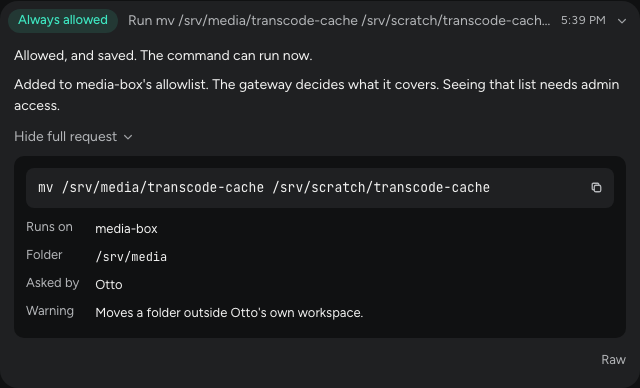 Always allowed Run mv /srv/media/transcode-cache /srv/scratch/transcode-cach... 5:39 PM
Allowed, and saved. The command can run now.
Added to media-box's allowlist. The gateway decides what it covers. Seeing that list needs admin
access.
Hide full request
mv /srv/media/transcode-cache /srv/scratch/transcode-cache
Runs on media-box
Folder /srv/media
Asked by Otto
Warning Moves a folder outside Otto's own workspace.
Raw